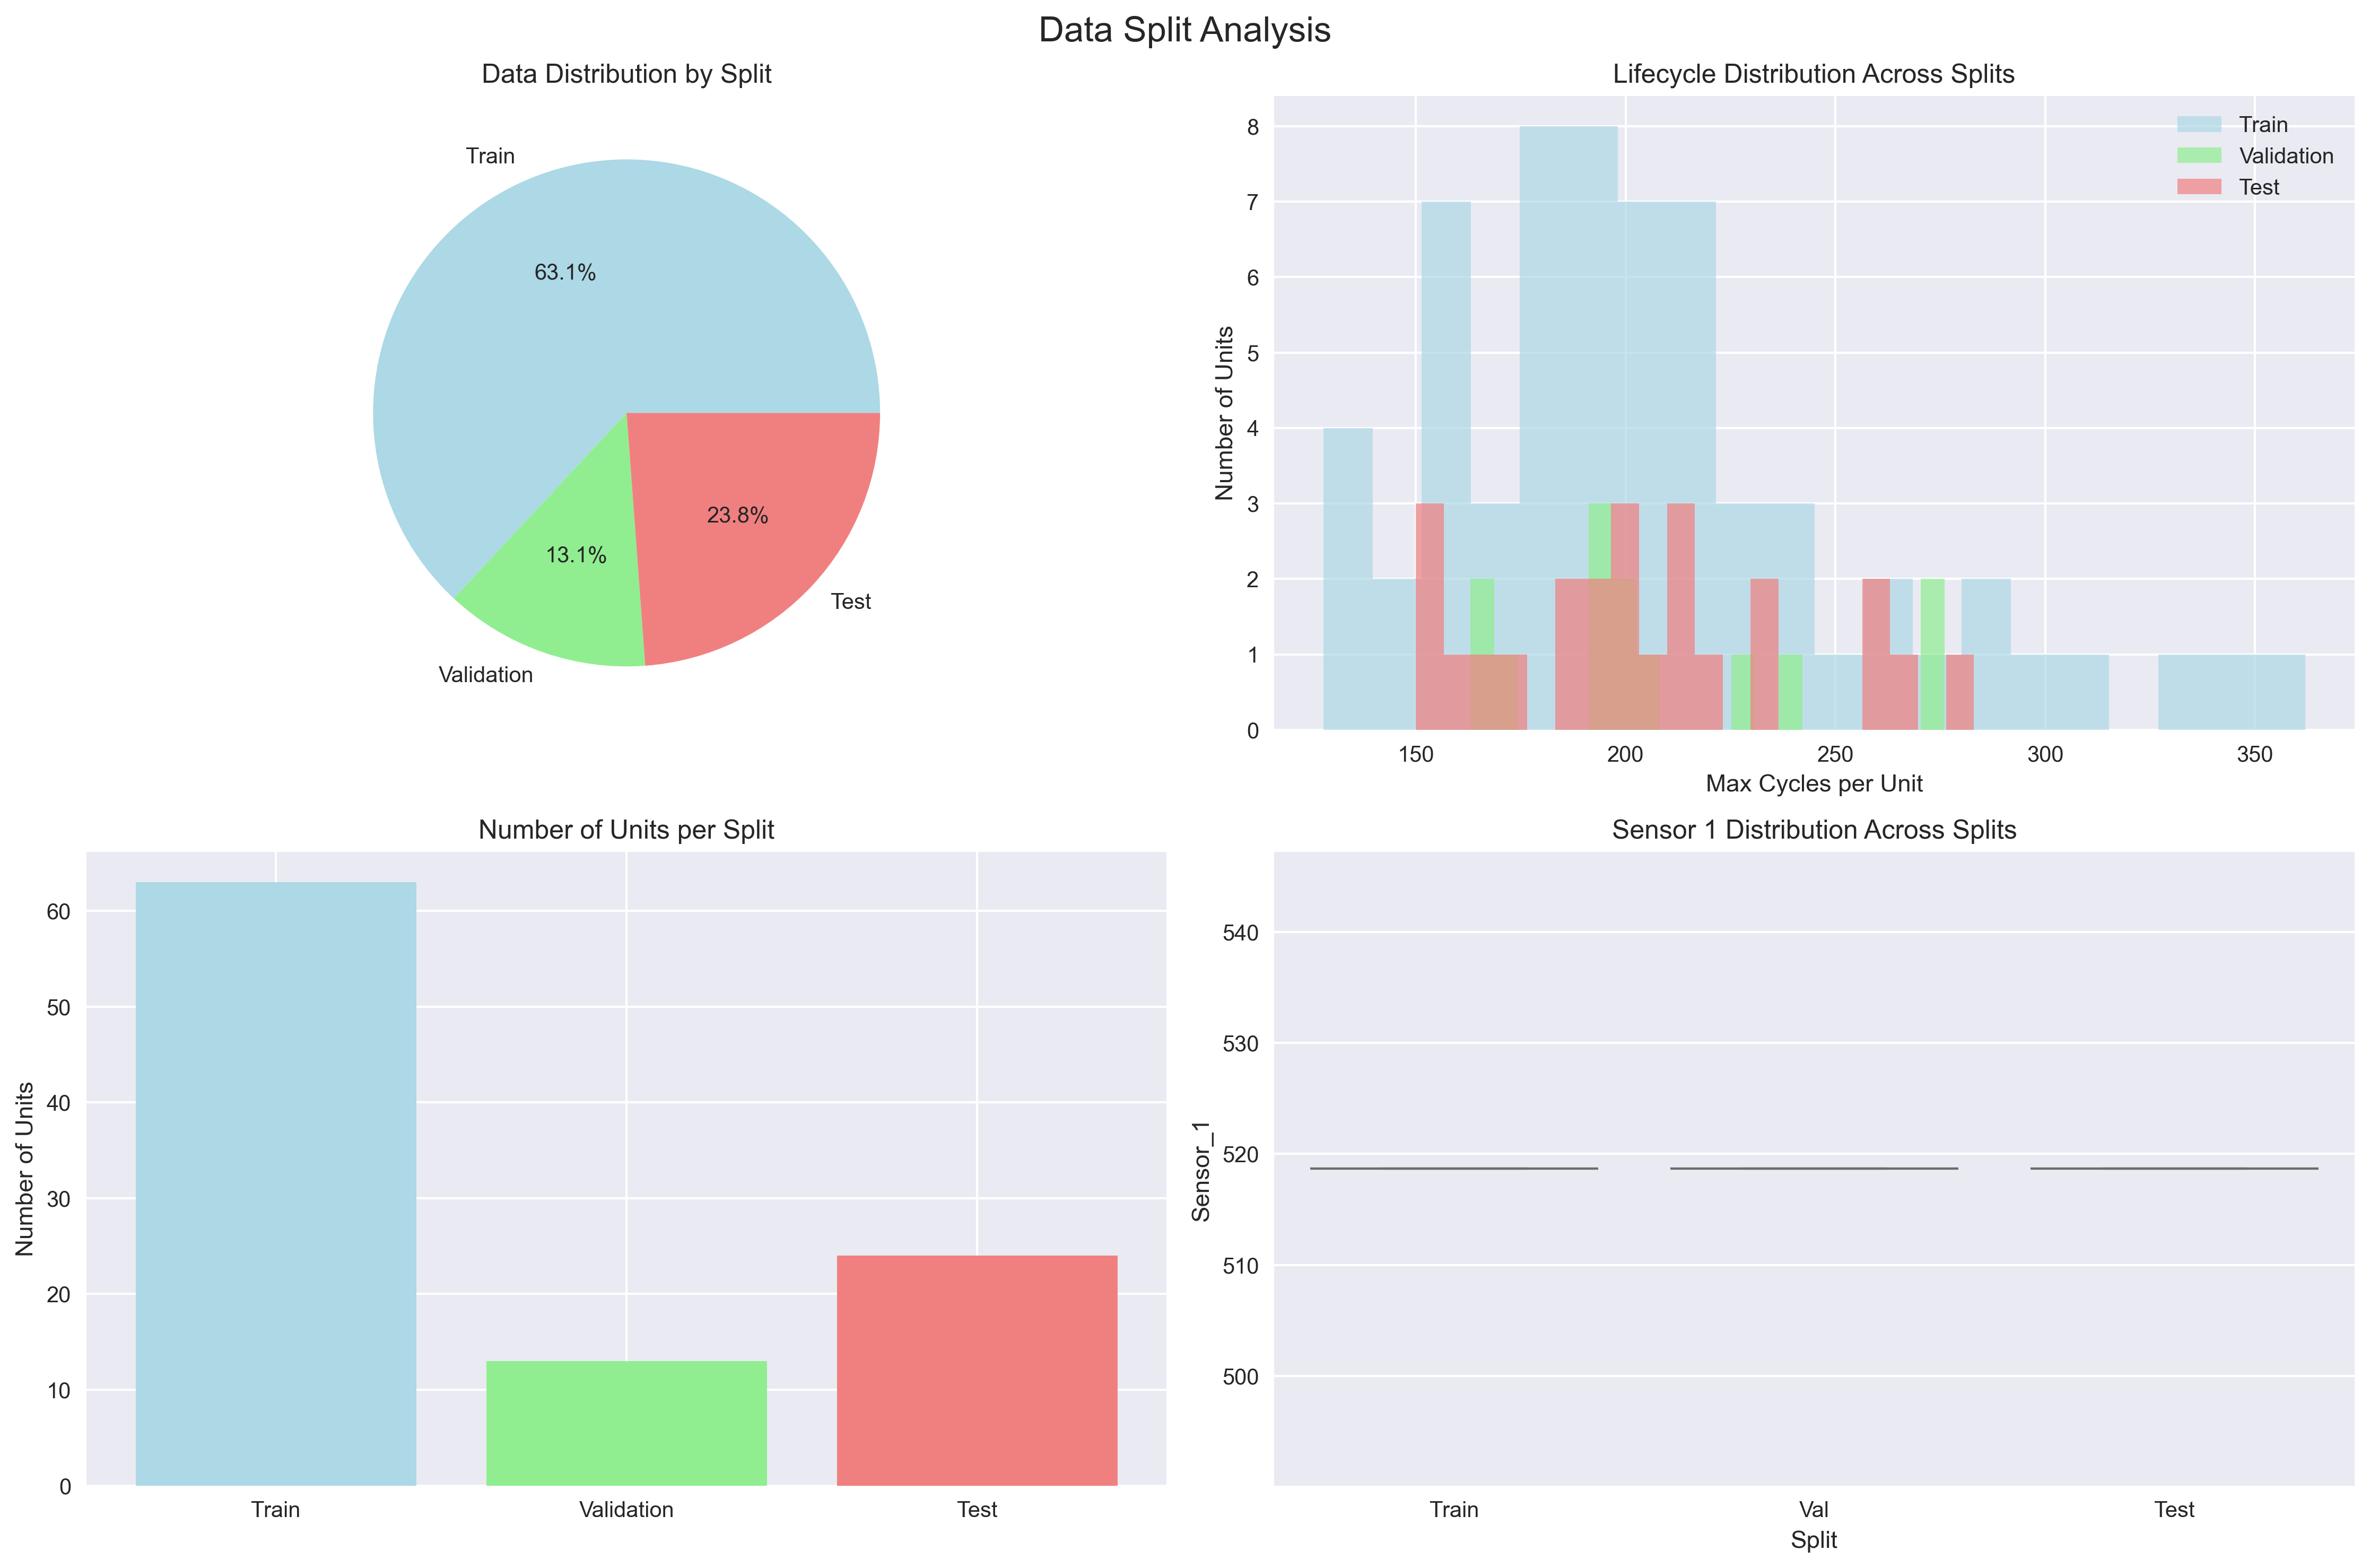 Data Split Analysis
Data Distribution by Split
Train
63.1%
23.8%
13.1%
Test
Validation
Lifecycle Distribution Across Splits
Train
Validation
Test
8
7
6
5
4
3
2
1
0
Number of Units
150 200 250 300 350
Max Cycles per Unit
Number of Units per Split
60
50
40
30
20
10
0
Number of Units
Train Validation Test
Sensor 1 Distribution Across Splits
540
530
520
510
500
Sensor_1
Train Val Test
Split